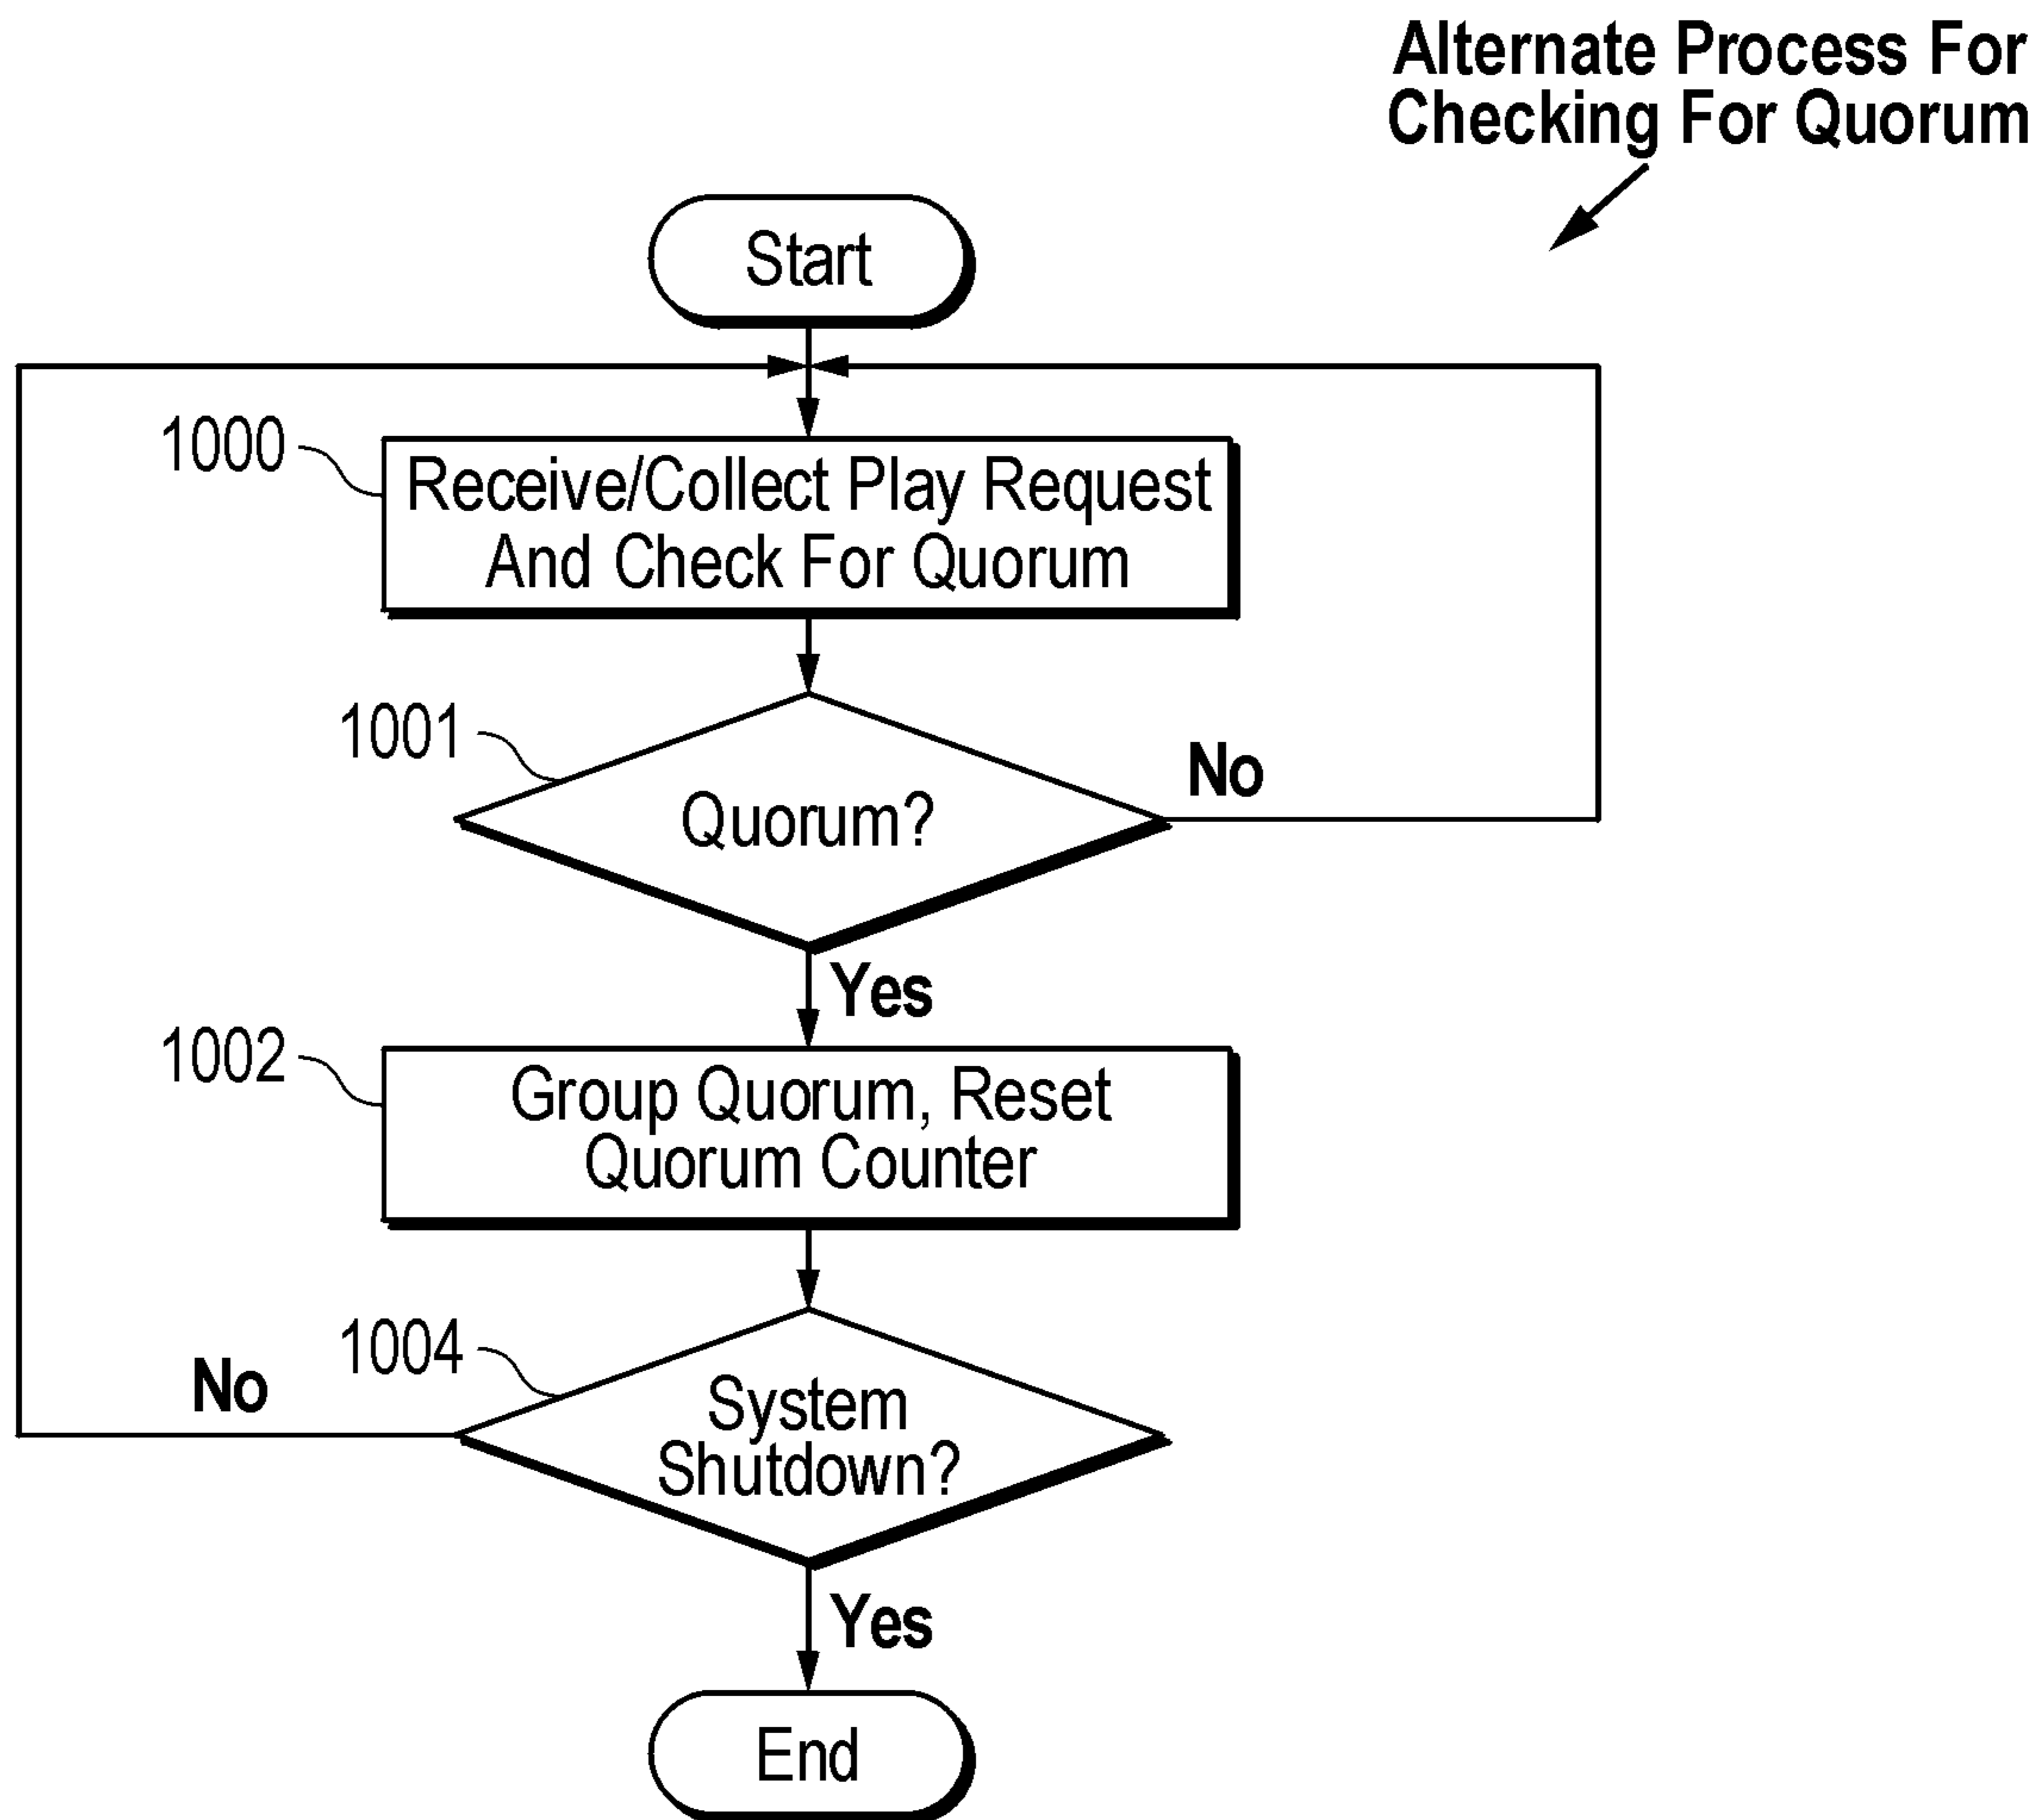 Alternate Process For
Checking For Quorum
Start
1000
Receive/Collect Play Request
And Check For Quorum
1001
Quorum?
No
Yes
1002
Group Quorum, Reset
Quorum Counter
1004
No
System
Shutdown?
Yes
End